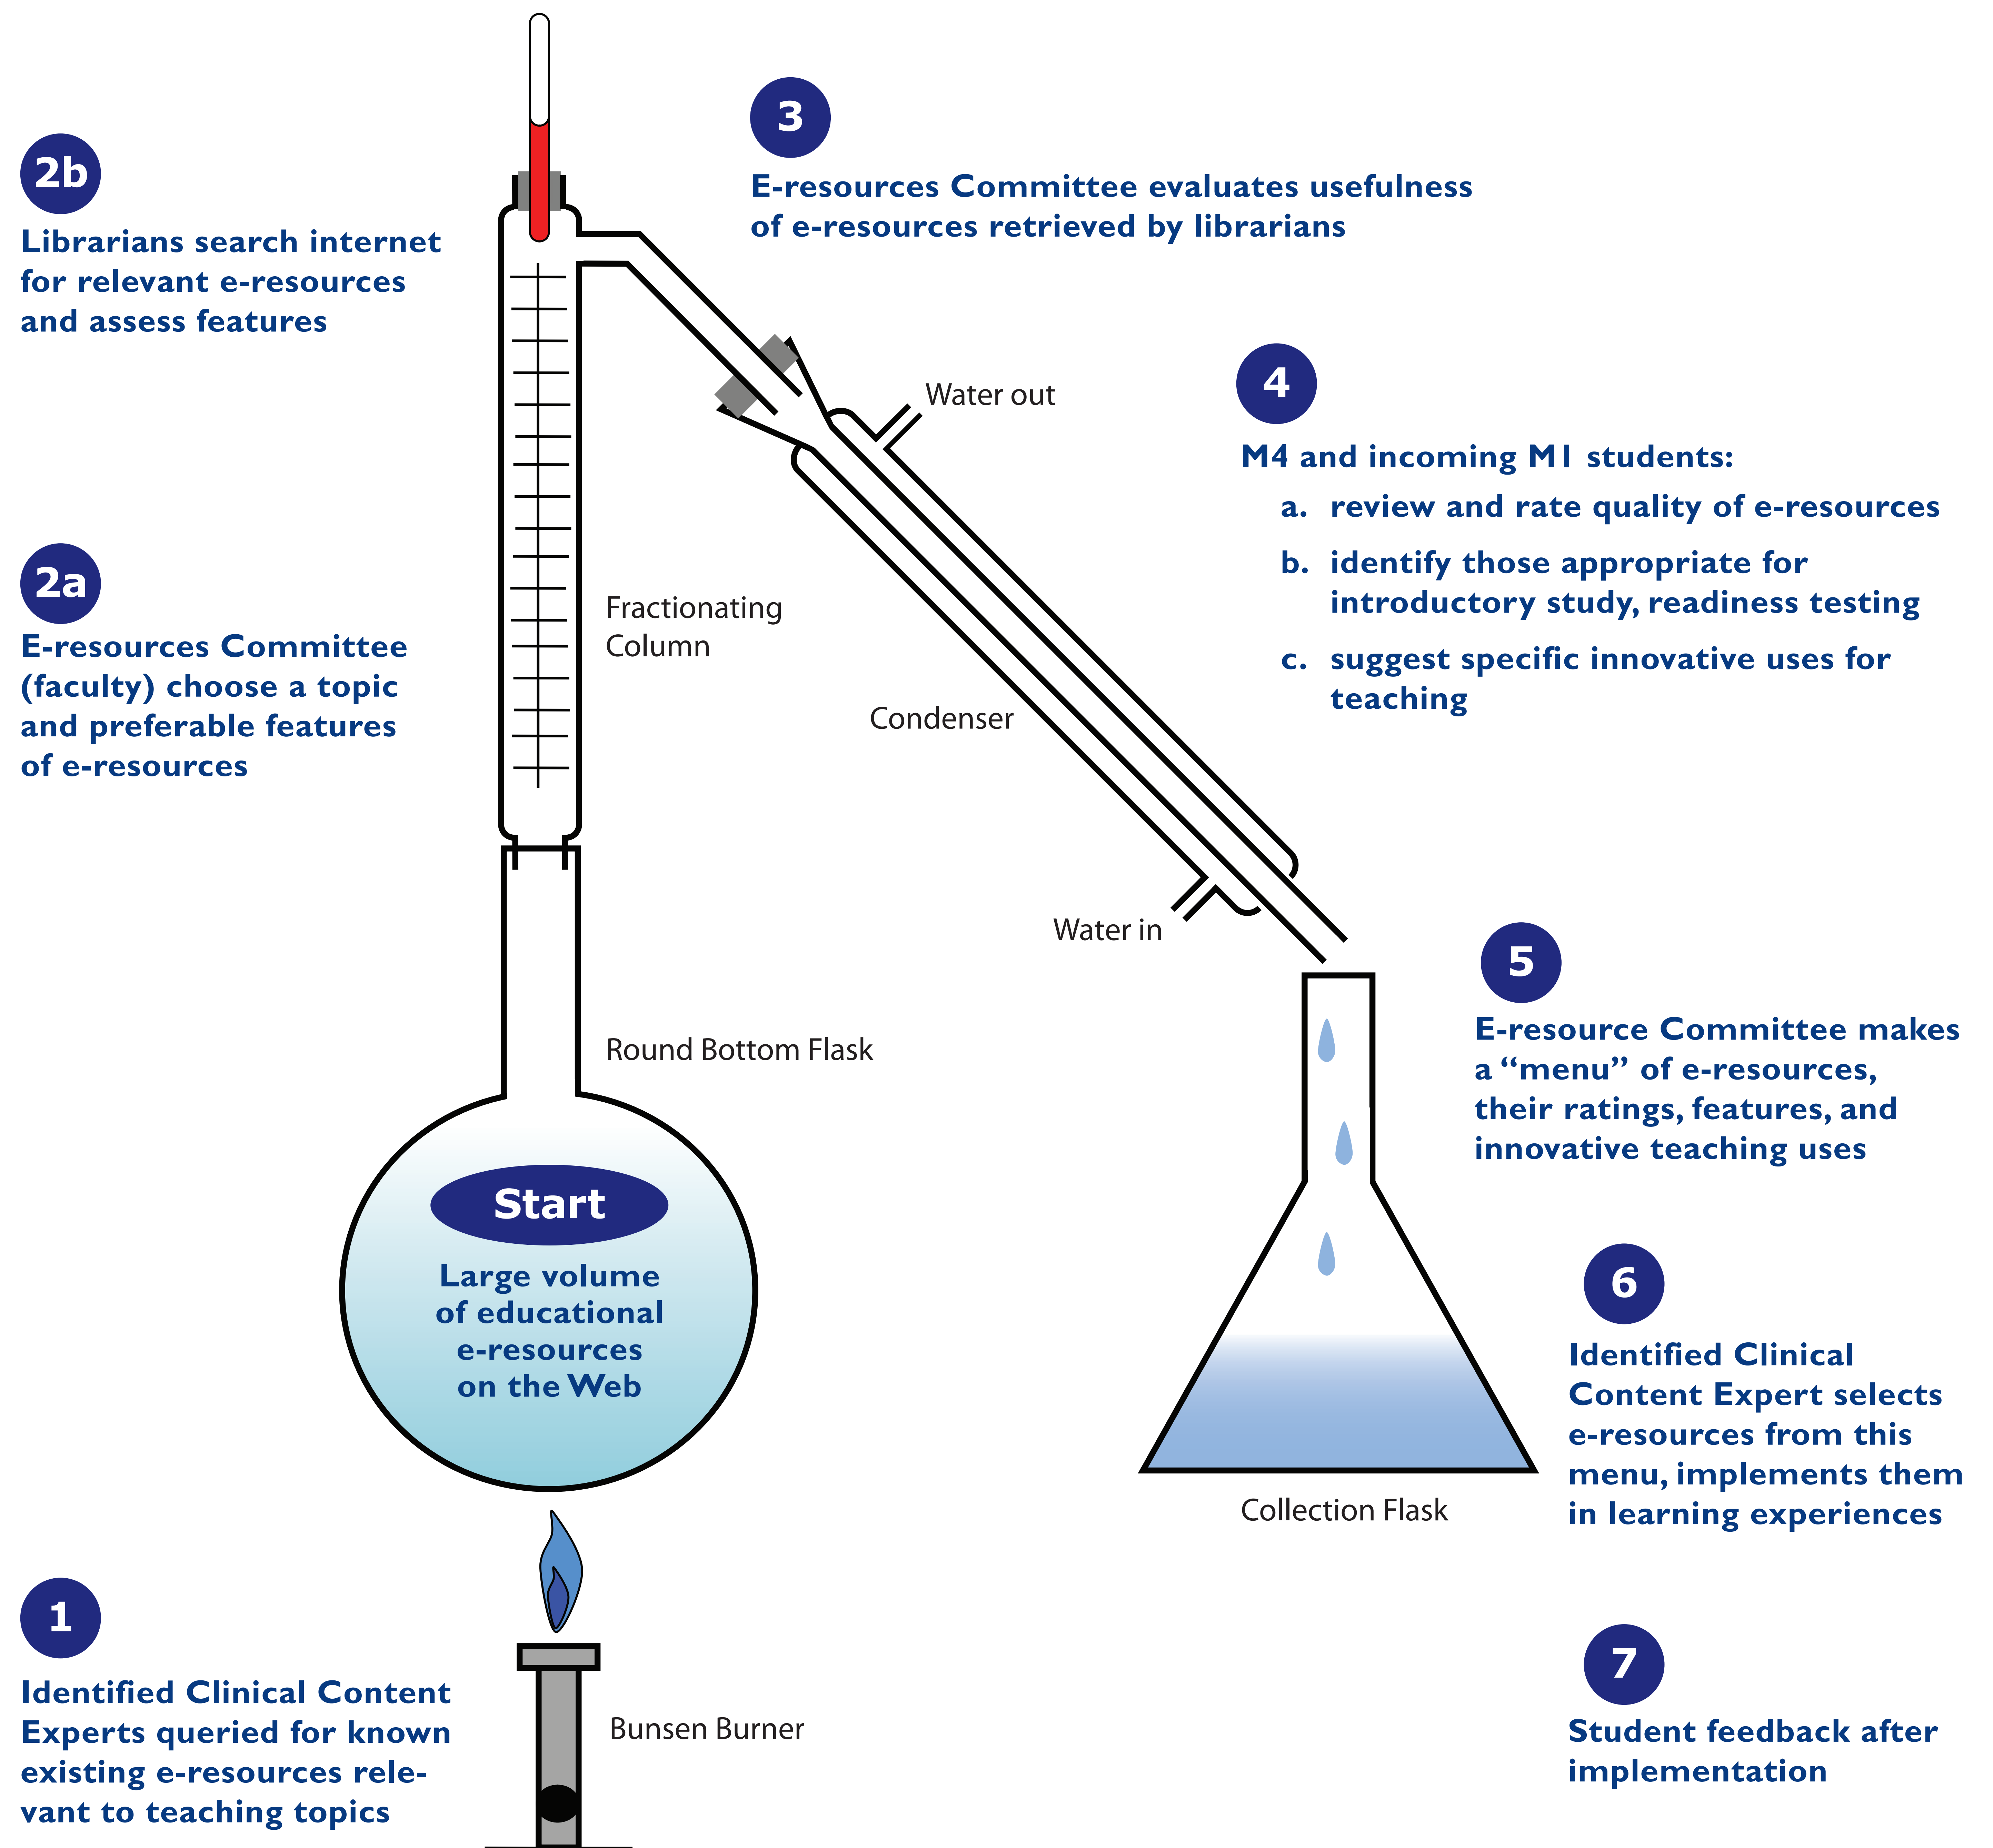 2b
Librarians search internet
for relevant e-resources
and assess features
2a
E-resources Committee
(faculty) choose a topic
and preferable features
of e-resources
1
Identified Clinical Content
Experts queried for known
existing e-resources rele-
vant to teaching topics
Start
Large volume
of educational
e-resources
on the Web
Fractionating
Column
Round Bottom Flask
Bunsen Burner
3
E-resources Committee evaluates usefulness
of e-resources retrieved by librarians
Water out
Condenser
Water in
4
M4 and incoming M1 students:
a. review and rate quality of e-resources
b. identify those appropriate for
introductory study, readiness testing
c. suggest specific innovative uses for
teaching
5
E-resource Committee makes
a “menu” of e-resources,
their ratings, features, and
innovative teaching uses
Collection Flask
6
Identified Clinical
Content Expert selects
e-resources from this
menu, implements them
in learning experiences
7
Student feedback after
implementation